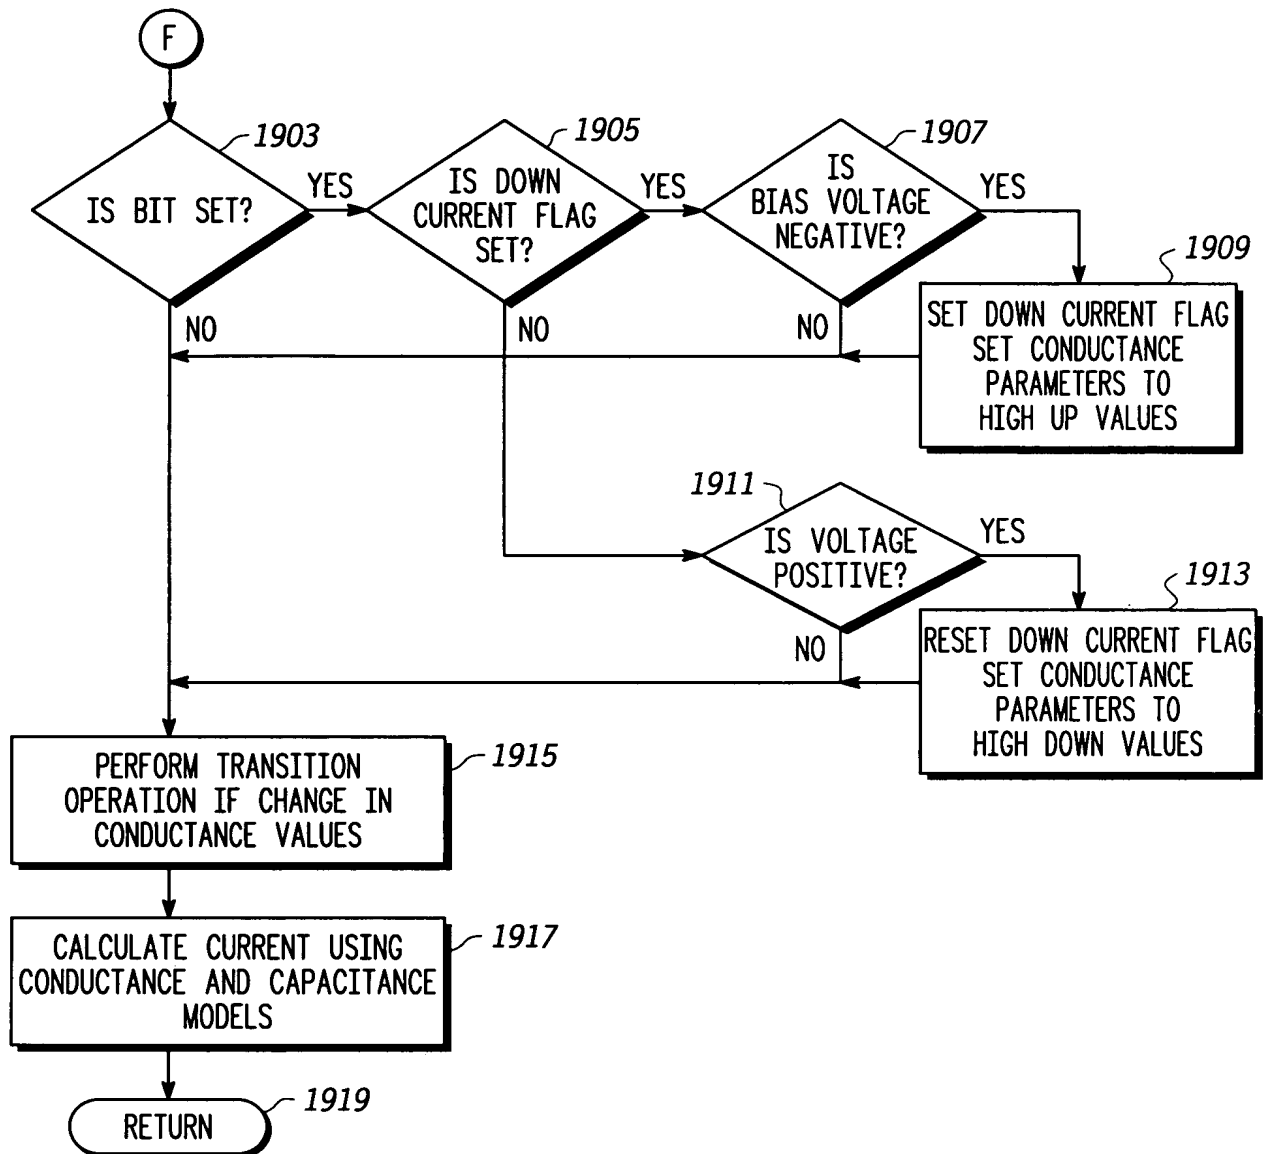 F
1903
IS BIT SET?
YES
NO
1905
IS DOWN
CURRENT FLAG
SET?
YES
NO
1907
IS
BIAS VOLTAGE
NEGATIVE?
YES
NO
1909
SET DOWN CURRENT FLAG
SET CONDUCTANCE
PARAMETERS TO
HIGH UP VALUES
1911
IS VOLTAGE
POSITIVE?
YES
NO
1913
RESET DOWN CURRENT FLAG
SET CONDUCTANCE
PARAMETERS TO
HIGH DOWN VALUES
1915
PERFORM TRANSITION
OPERATION IF CHANGE IN
CONDUCTANCE VALUES
1917
CALCULATE CURRENT USING
CONDUCTANCE AND CAPACITANCE
MODELS
1919
RETURN